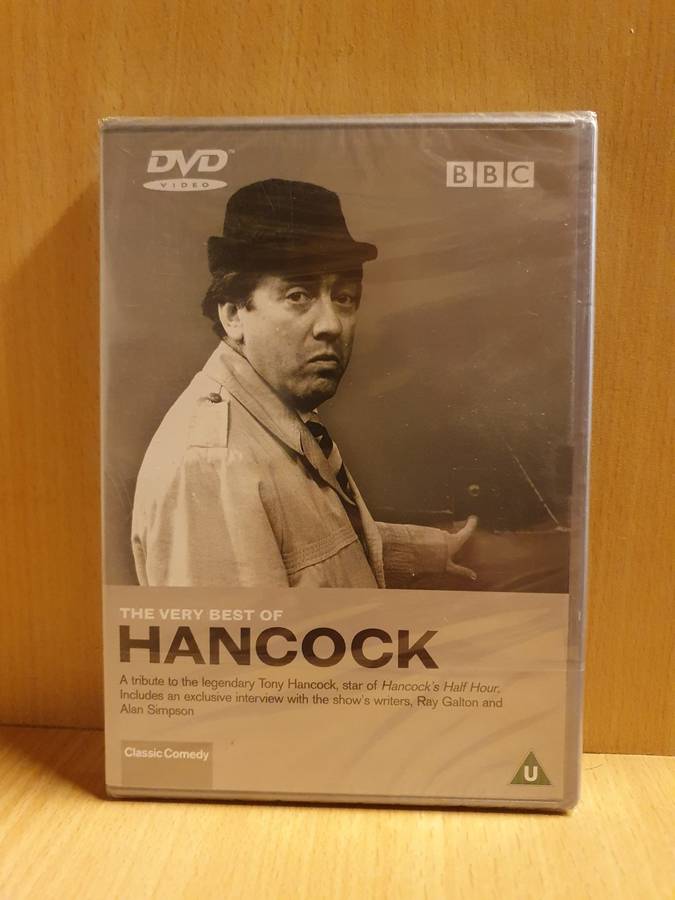 DVD™
VIDEO
BBC
THE VERY BEST OF
HANCOCK
A tribute to the legendary Tony Hancock, star of Hancock's Half Hour.
Includes an exclusive interview with the show's writers, Ray Galton and
Alan Simpson
Classic Comedy
U